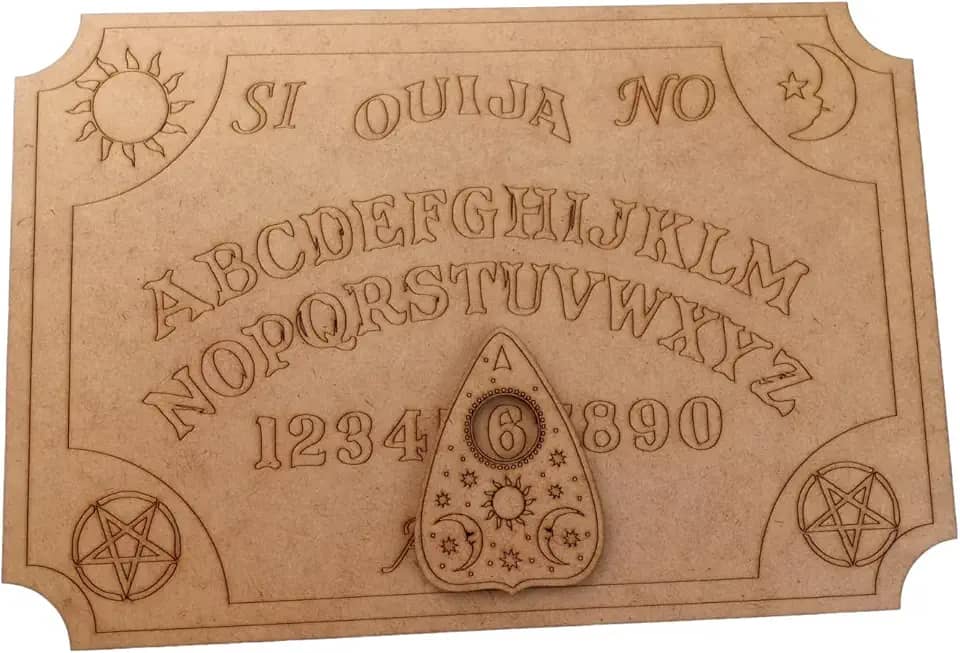 SI OUIJA NO
ABCDEFGHIJKLM
NOPQRSTUVWXYZ
1234 6 890